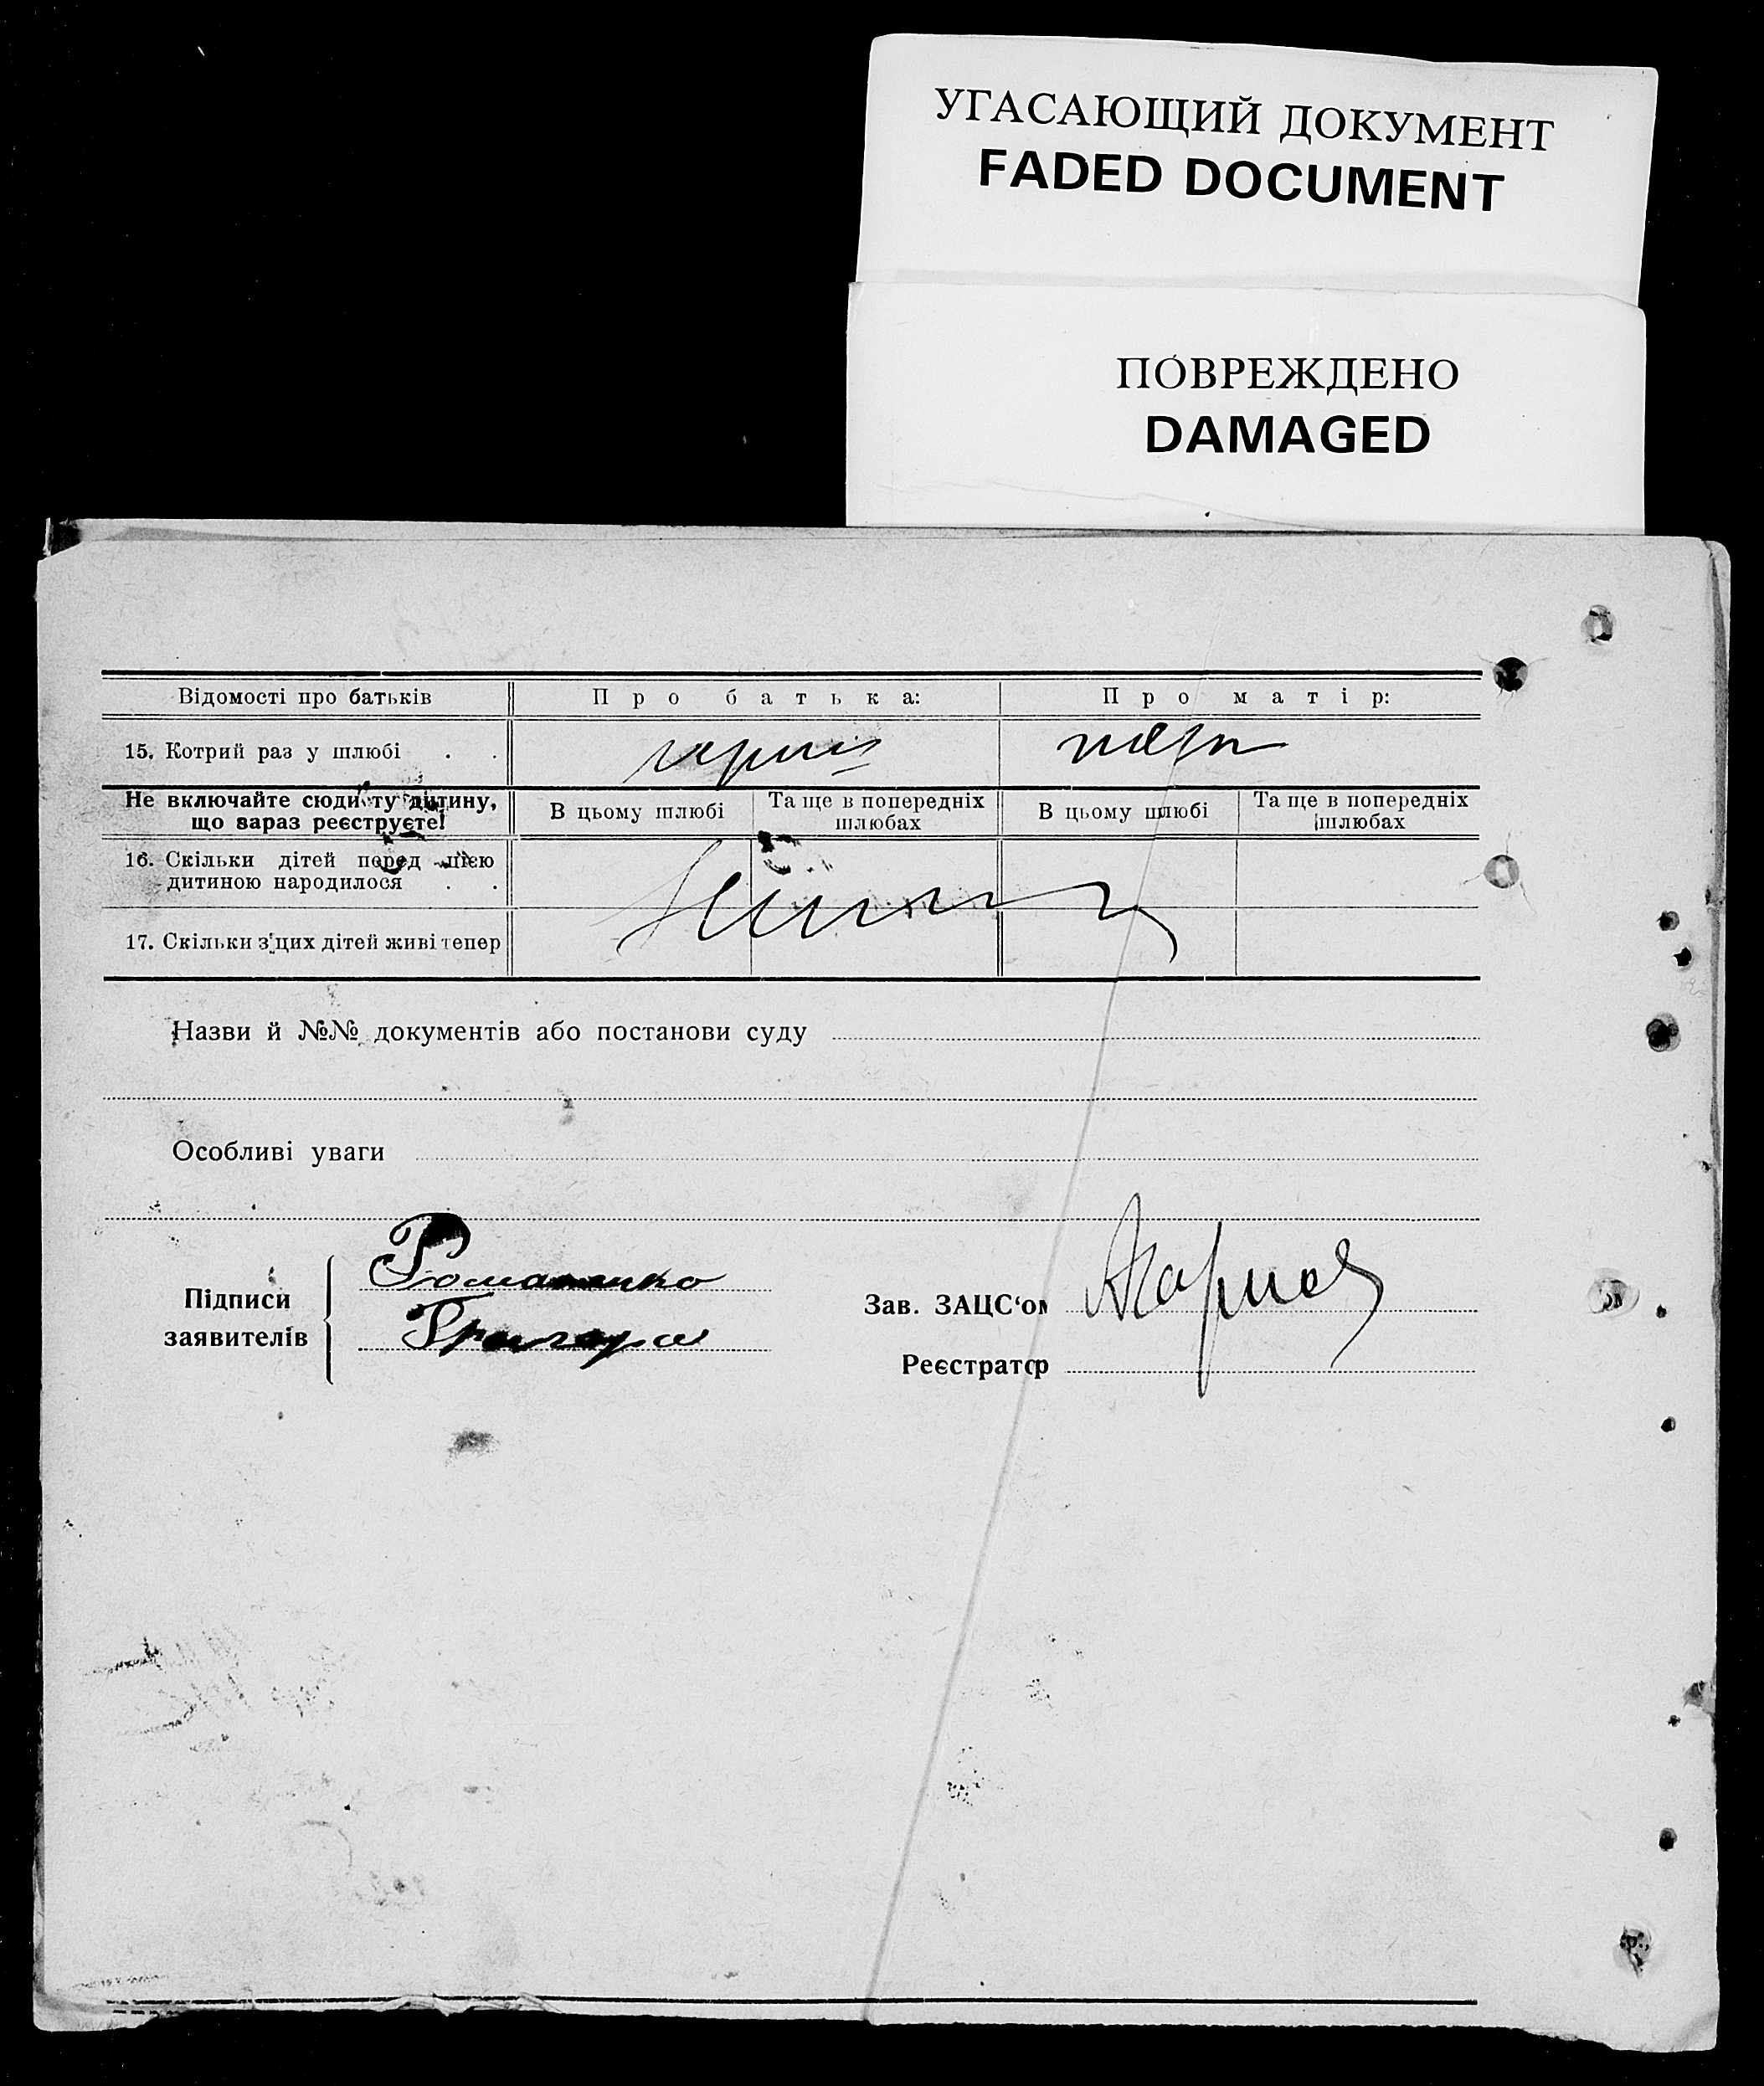 УГАСАЮЩИЙ ДОКУМЕНТ
FADED DOCUMENT
ПОВРЕЖДЕНО
DAMAGED
Відомості про батьків Про батька: Про матір:
15. Котрий раз у шлюбі . .
Не включайте сюди ту дитину, що зараз реєструєте!
В цьому шлюбі Та ще в попередніх шлюбах В цьому шлюбі Та ще в попередніх шлюбах
16. Скільки дітей перед цією
дитиною народилося . .
17. Скільки з цих дітей живі тепер
Назви й №№ документів або постанови суду
Особливі уваги
Підписи
заявителів
Романенко
Зав. ЗАЦС‘ом
Реєстратор